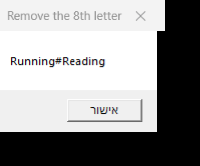 Remove the 8th letter
Running#Reading
אישור